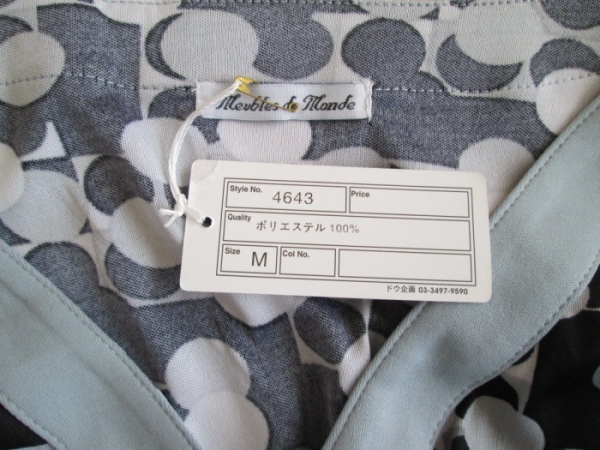 Meubles du Monde
Style No. 4643 Price
Quality ポリエステル 100%
Size M Col No.
ドウ企画 03-3497-9590